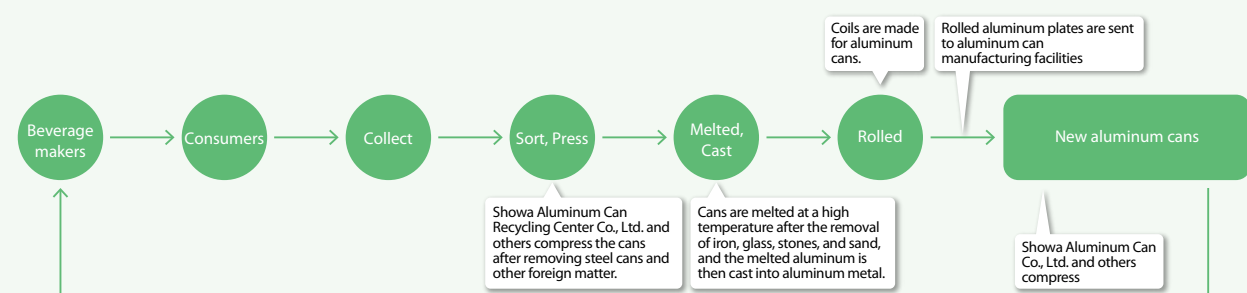 Coils are made
for aluminum
cans.
Rolled aluminum plates are sent
to aluminum can
manufacturing facilities
Beverage
makers
Consumers
Collect
Sort, Press
Melted,
Cast
Rolled
New aluminum cans
Showa Aluminum Can
Recycling Center Co., Ltd. and
others compress the cans
after removing steel cans and
other foreign matter.
Cans are melted at a high
temperature after the removal
of iron, glass, stones, and sand,
and the melted aluminum is
then cast into aluminum metal.
Showa Aluminum Can
Co., Ltd. and others
compress